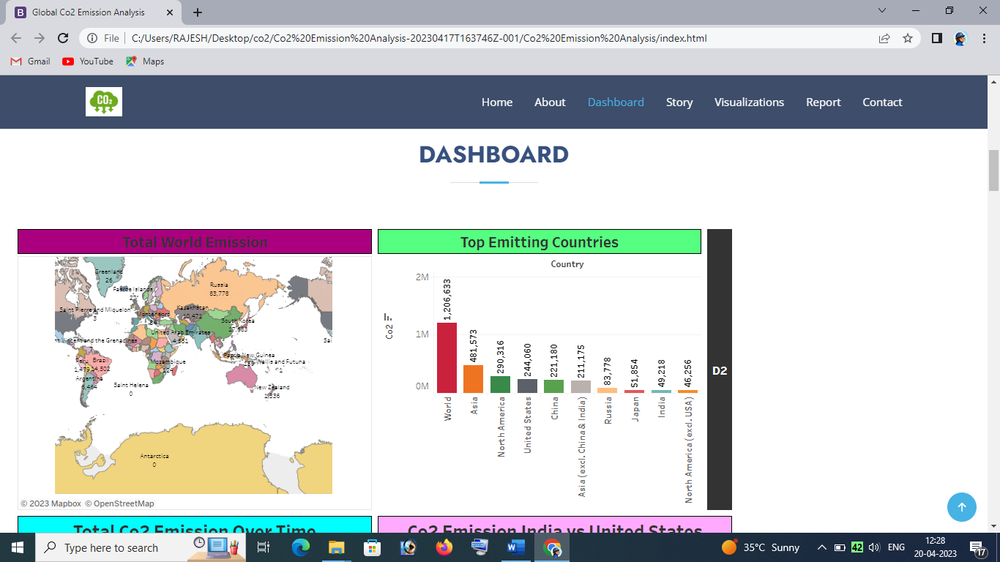 Global Co2 Emission Analysis
File
C:/Users/RAJESH/Desktop/co2/Co2%20Emission%20Analysis-20230417T163746Z-001/Co2%20Emission%20Analysis/index.html
Gmail YouTube Maps
CO₂
Home About Dashboard Story Visualizations Report Contact
DASHBOARD
Total World Emission
Greenland
26
Russia
83,778
Faeroe Islands
Saint Pierre and Miquelon
3
Kazakhstan
10,471
Montenegro
South Korea
17,983
United Arab Emirates
4,551
nt Vincent and the Grenadines
Sai
Papua New Guinea
Wallis and Futuna
1
Peru
1,479
Brazil
14,502
Mozambique
124
Argentina
6,464
Saint Helena
0
New Zealand
1,536
Antarctica
0
© 2023 Mapbox © OpenStreetMap
Top Emitting Countries
Country
2M
1M
0M
Co2
1,206,633
481,573
290,316
244,060
221,180
211,175
83,778
51,854
49,218
46,256
World
Asia
North America
United States
China
Asia (excl. China & India)
Russia
Japan
India
North America (excl. USA)
D2
Total Co2 Emission Over Time
Co2 Emission India vs United States
Type here to search
35°C Sunny
42
ENG
12:28
20-04-2023
17